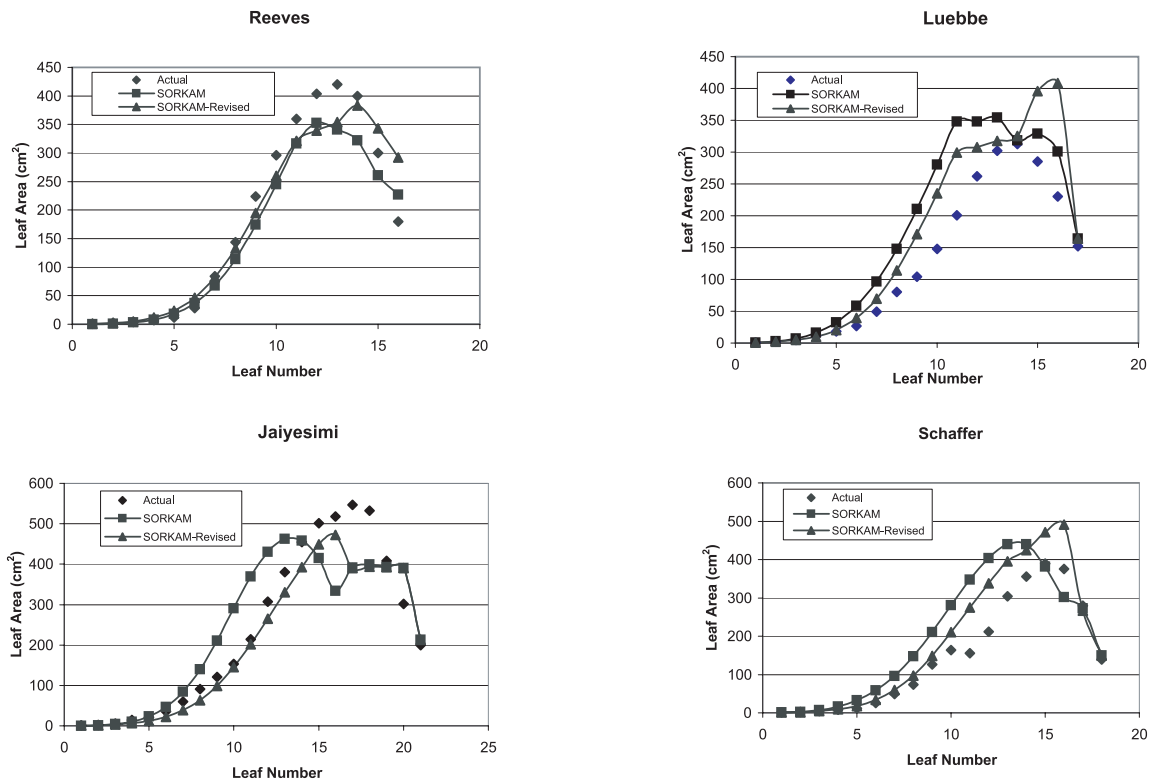 Reeves
450
400
350
300
250
200
150
100
50
0
Leaf Area (cm2)
Actual
SORKAM
SORKAM-Revised
0 5 10 15 20
Leaf Number
Luebbe
450
400
350
300
250
200
150
100
50
0
Leaf Area (cm2)
Actual
SORKAM
SORKAM-Revised
0 5 10 15 20
Leaf Number
Jaiyesimi
600
500
400
300
200
100
0
Leaf Area (cm2)
Actual
SORKAM
SORKAM-Revised
0 5 10 15 20 25
Leaf Number
Schaffer
600
500
400
300
200
100
0
Leaf Area (cm2)
Actual
SORKAM
SORKAM-Revised
0 5 10 15 20
Leaf Number